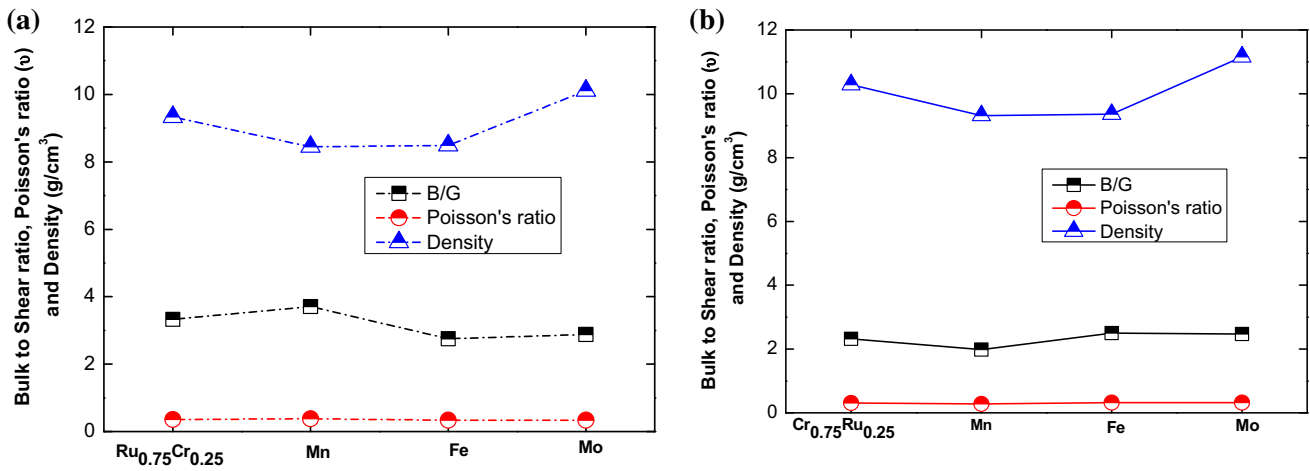 (a)
Bulk to Shear ratio, Poisson's ratio (υ)
and Density (g/cm3)
12
10
8
6
4
2
0
B/G
Poisson's ratio
Density
Ru0.75Cr0.25 Mn Fe Mo
(b)
Bulk to Shear ratio, Poisson's ratio (υ)
and Density (g/cm3)
12
10
8
6
4
2
0
B/G
Poisson's ratio
Density
Cr0.75Ru0.25 Mn Fe Mo